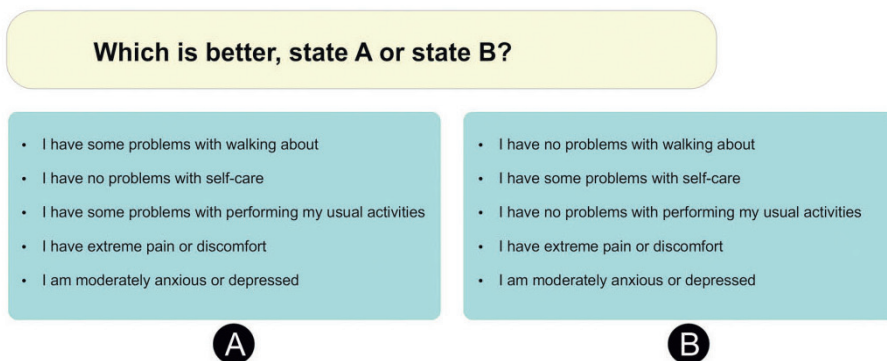 Which is better, state A or state B?
• I have some problems with walking about
• I have no problems with self-care
• I have some problems with performing my usual activities
• I have extreme pain or discomfort
• I am moderately anxious or depressed
A
• I have no problems with walking about
• I have some problems with self-care
• I have no problems with performing my usual activities
• I have extreme pain or discomfort
• I am moderately anxious or depressed
B